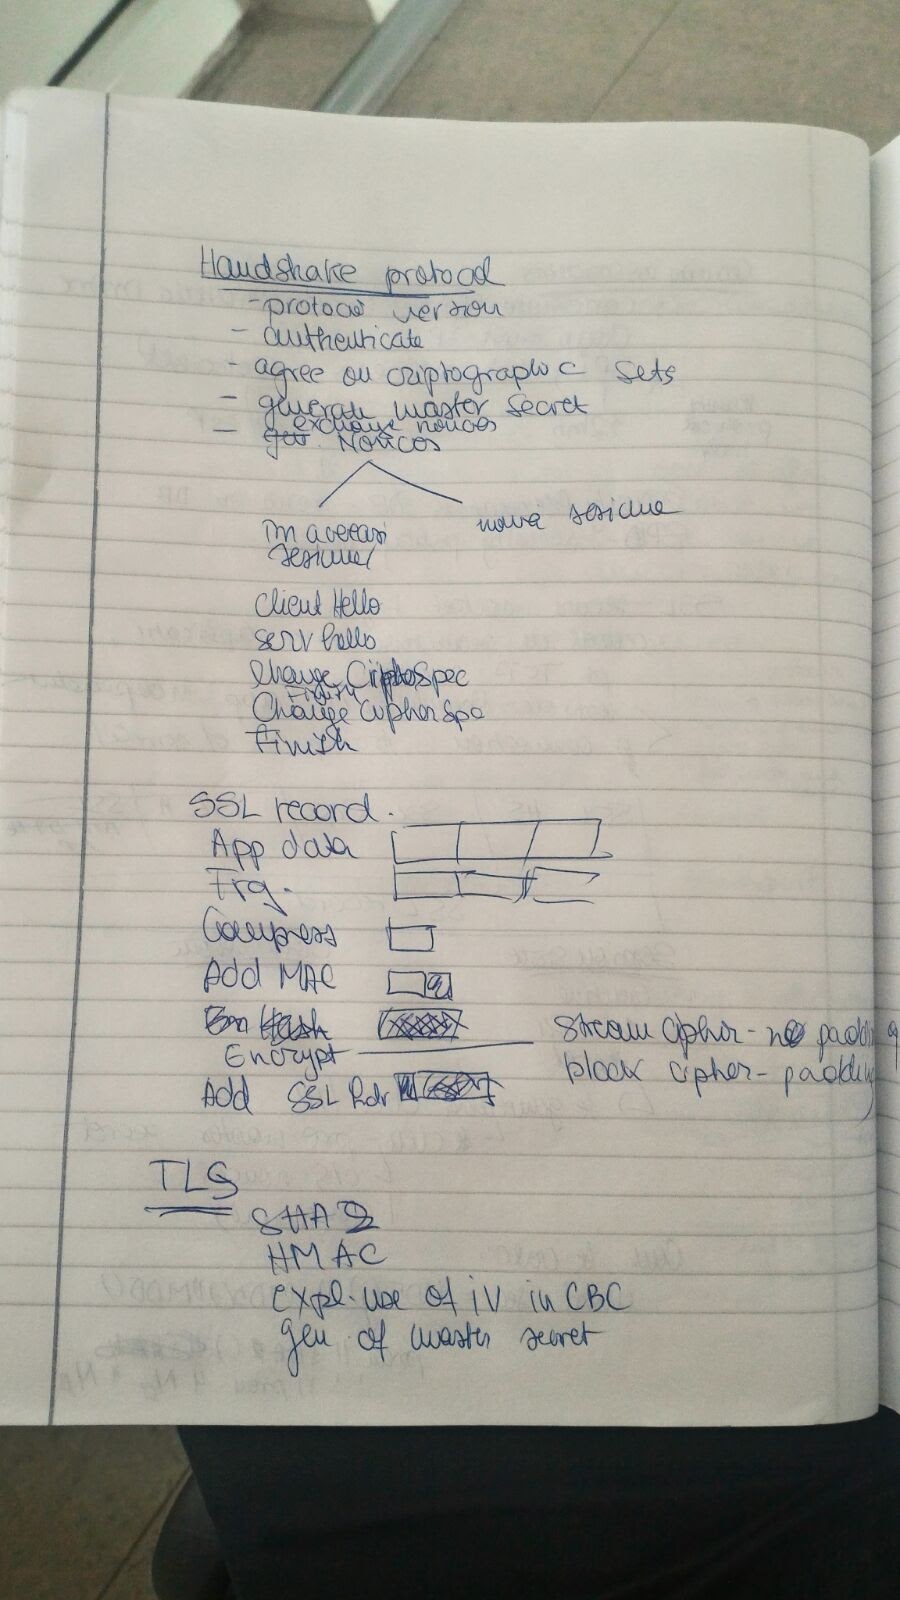 Handshake protocol
- protocol version
- authenticate
- agree on criptographic sets
- generate master secret
exchange nonces
- gen. Nonces
in aceeasi sesiune
noua sesiune
Client Hello
serv hello
Change CipherSpec
Finish
Change CipherSpe
Finish
SSL record.
App data
Frg.
Compress
Add MAC
Hash
Encrypt
stream cipher - no padding
block cipher - padding
Add SSL hdr
TLS
SHA 2
HMAC
expl. use of iV in CBC
gen of master secret